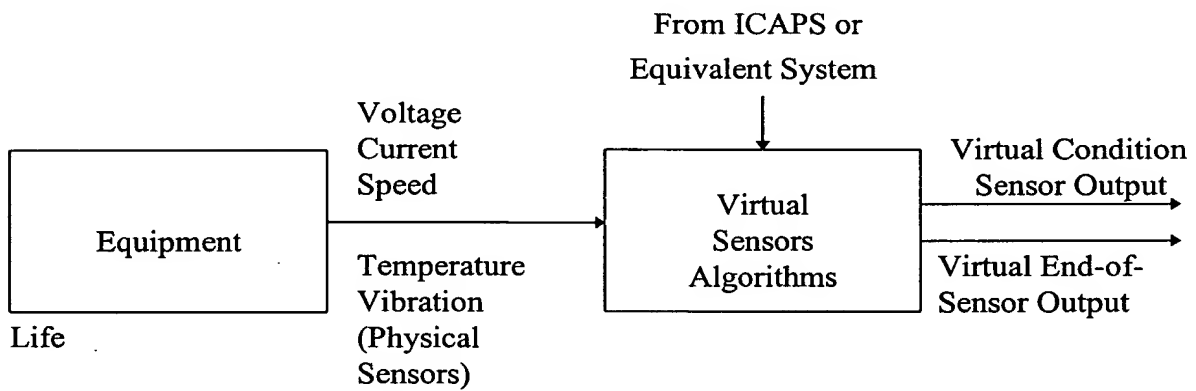 From ICAPS or
Equivalent System
Voltage
Current
Speed
Equipment
Temperature
Vibration
(Physical
Sensors)
Life
Virtual
Sensors
Algorithms
Virtual Condition
Sensor Output
Virtual End-of-
Sensor Output